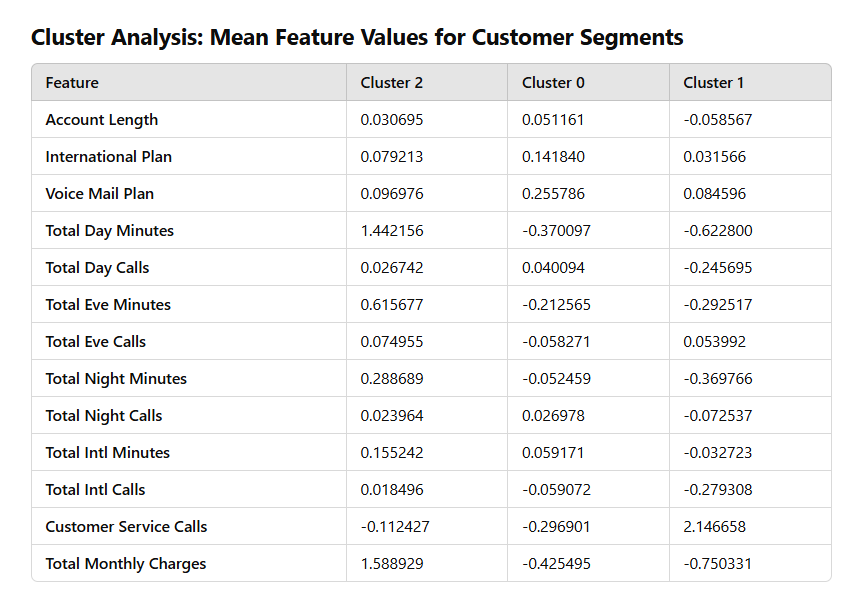 Cluster Analysis: Mean Feature Values for Customer Segments
Feature Cluster 2 Cluster 0 Cluster 1
Account Length 0.030695 0.051161 -0.058567
International Plan 0.079213 0.141840 0.031566
Voice Mail Plan 0.096976 0.255786 0.084596
Total Day Minutes 1.442156 -0.370097 -0.622800
Total Day Calls 0.026742 0.040094 -0.245695
Total Eve Minutes 0.615677 -0.212565 -0.292517
Total Eve Calls 0.074955 -0.058271 0.053992
Total Night Minutes 0.288689 -0.052459 -0.369766
Total Night Calls 0.023964 0.026978 -0.072537
Total Intl Minutes 0.155242 0.059171 -0.032723
Total Intl Calls 0.018496 -0.059072 -0.279308
Customer Service Calls -0.112427 -0.296901 2.146658
Total Monthly Charges 1.588929 -0.425495 -0.750331